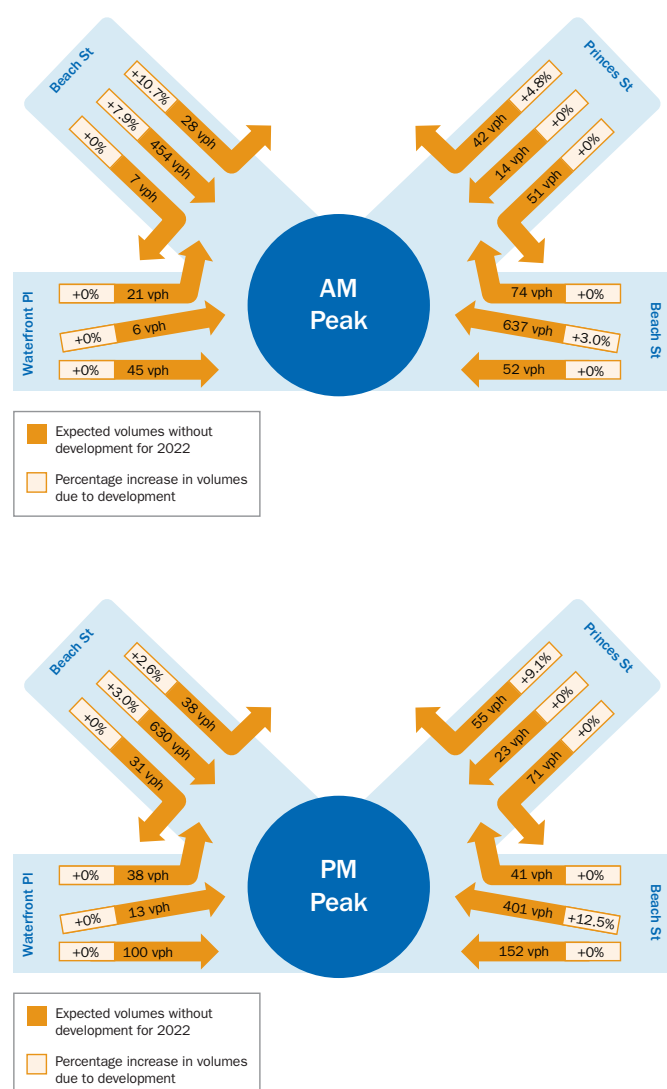 Beach St
+10.7% 28 vph
+7.9% 454 vph
+0% 7 vph
Princes St
42 vph +4.8%
14 vph +0%
51 vph +0%
Waterfront Pl
+0% 21 vph
+0% 6 vph
+0% 45 vph
AM
Peak
74 vph +0%
637 vph +3.0%
52 vph +0%
Beach St
Expected volumes without
development for 2022
Percentage increase in volumes
due to development
Beach St
+2.6% 38 vph
+3.0% 630 vph
+0% 31 vph
Princes St
55 vph +9.1%
23 vph +0%
71 vph +0%
Waterfront Pl
+0% 38 vph
+0% 13 vph
+0% 100 vph
PM
Peak
41 vph +0%
401 vph +12.5%
152 vph +0%
Beach St
Expected volumes without
development for 2022
Percentage increase in volumes
due to development